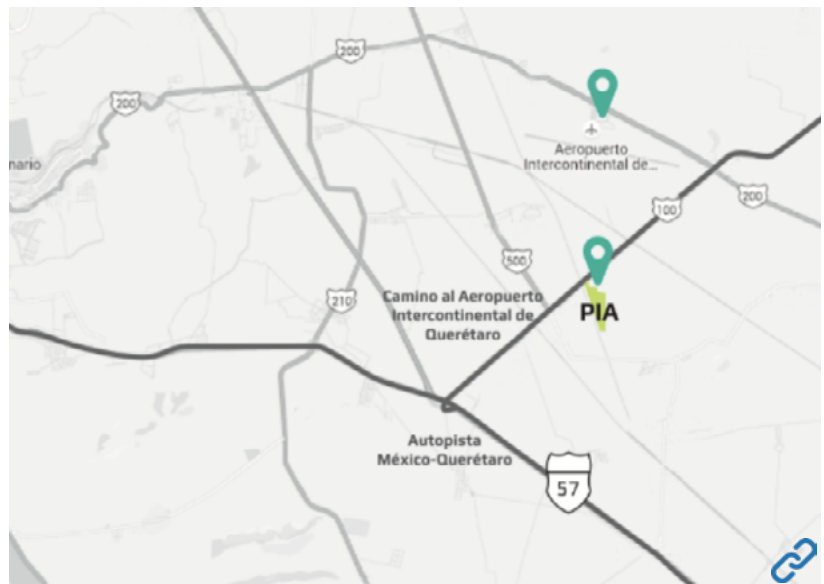 200
200
nario
Aeropuerto
Intercontinental de...
200
100
500
210
Camino al Aeropuerto
Intercontinental de
Querétaro
PIA
Autopista
México-Querétaro
57